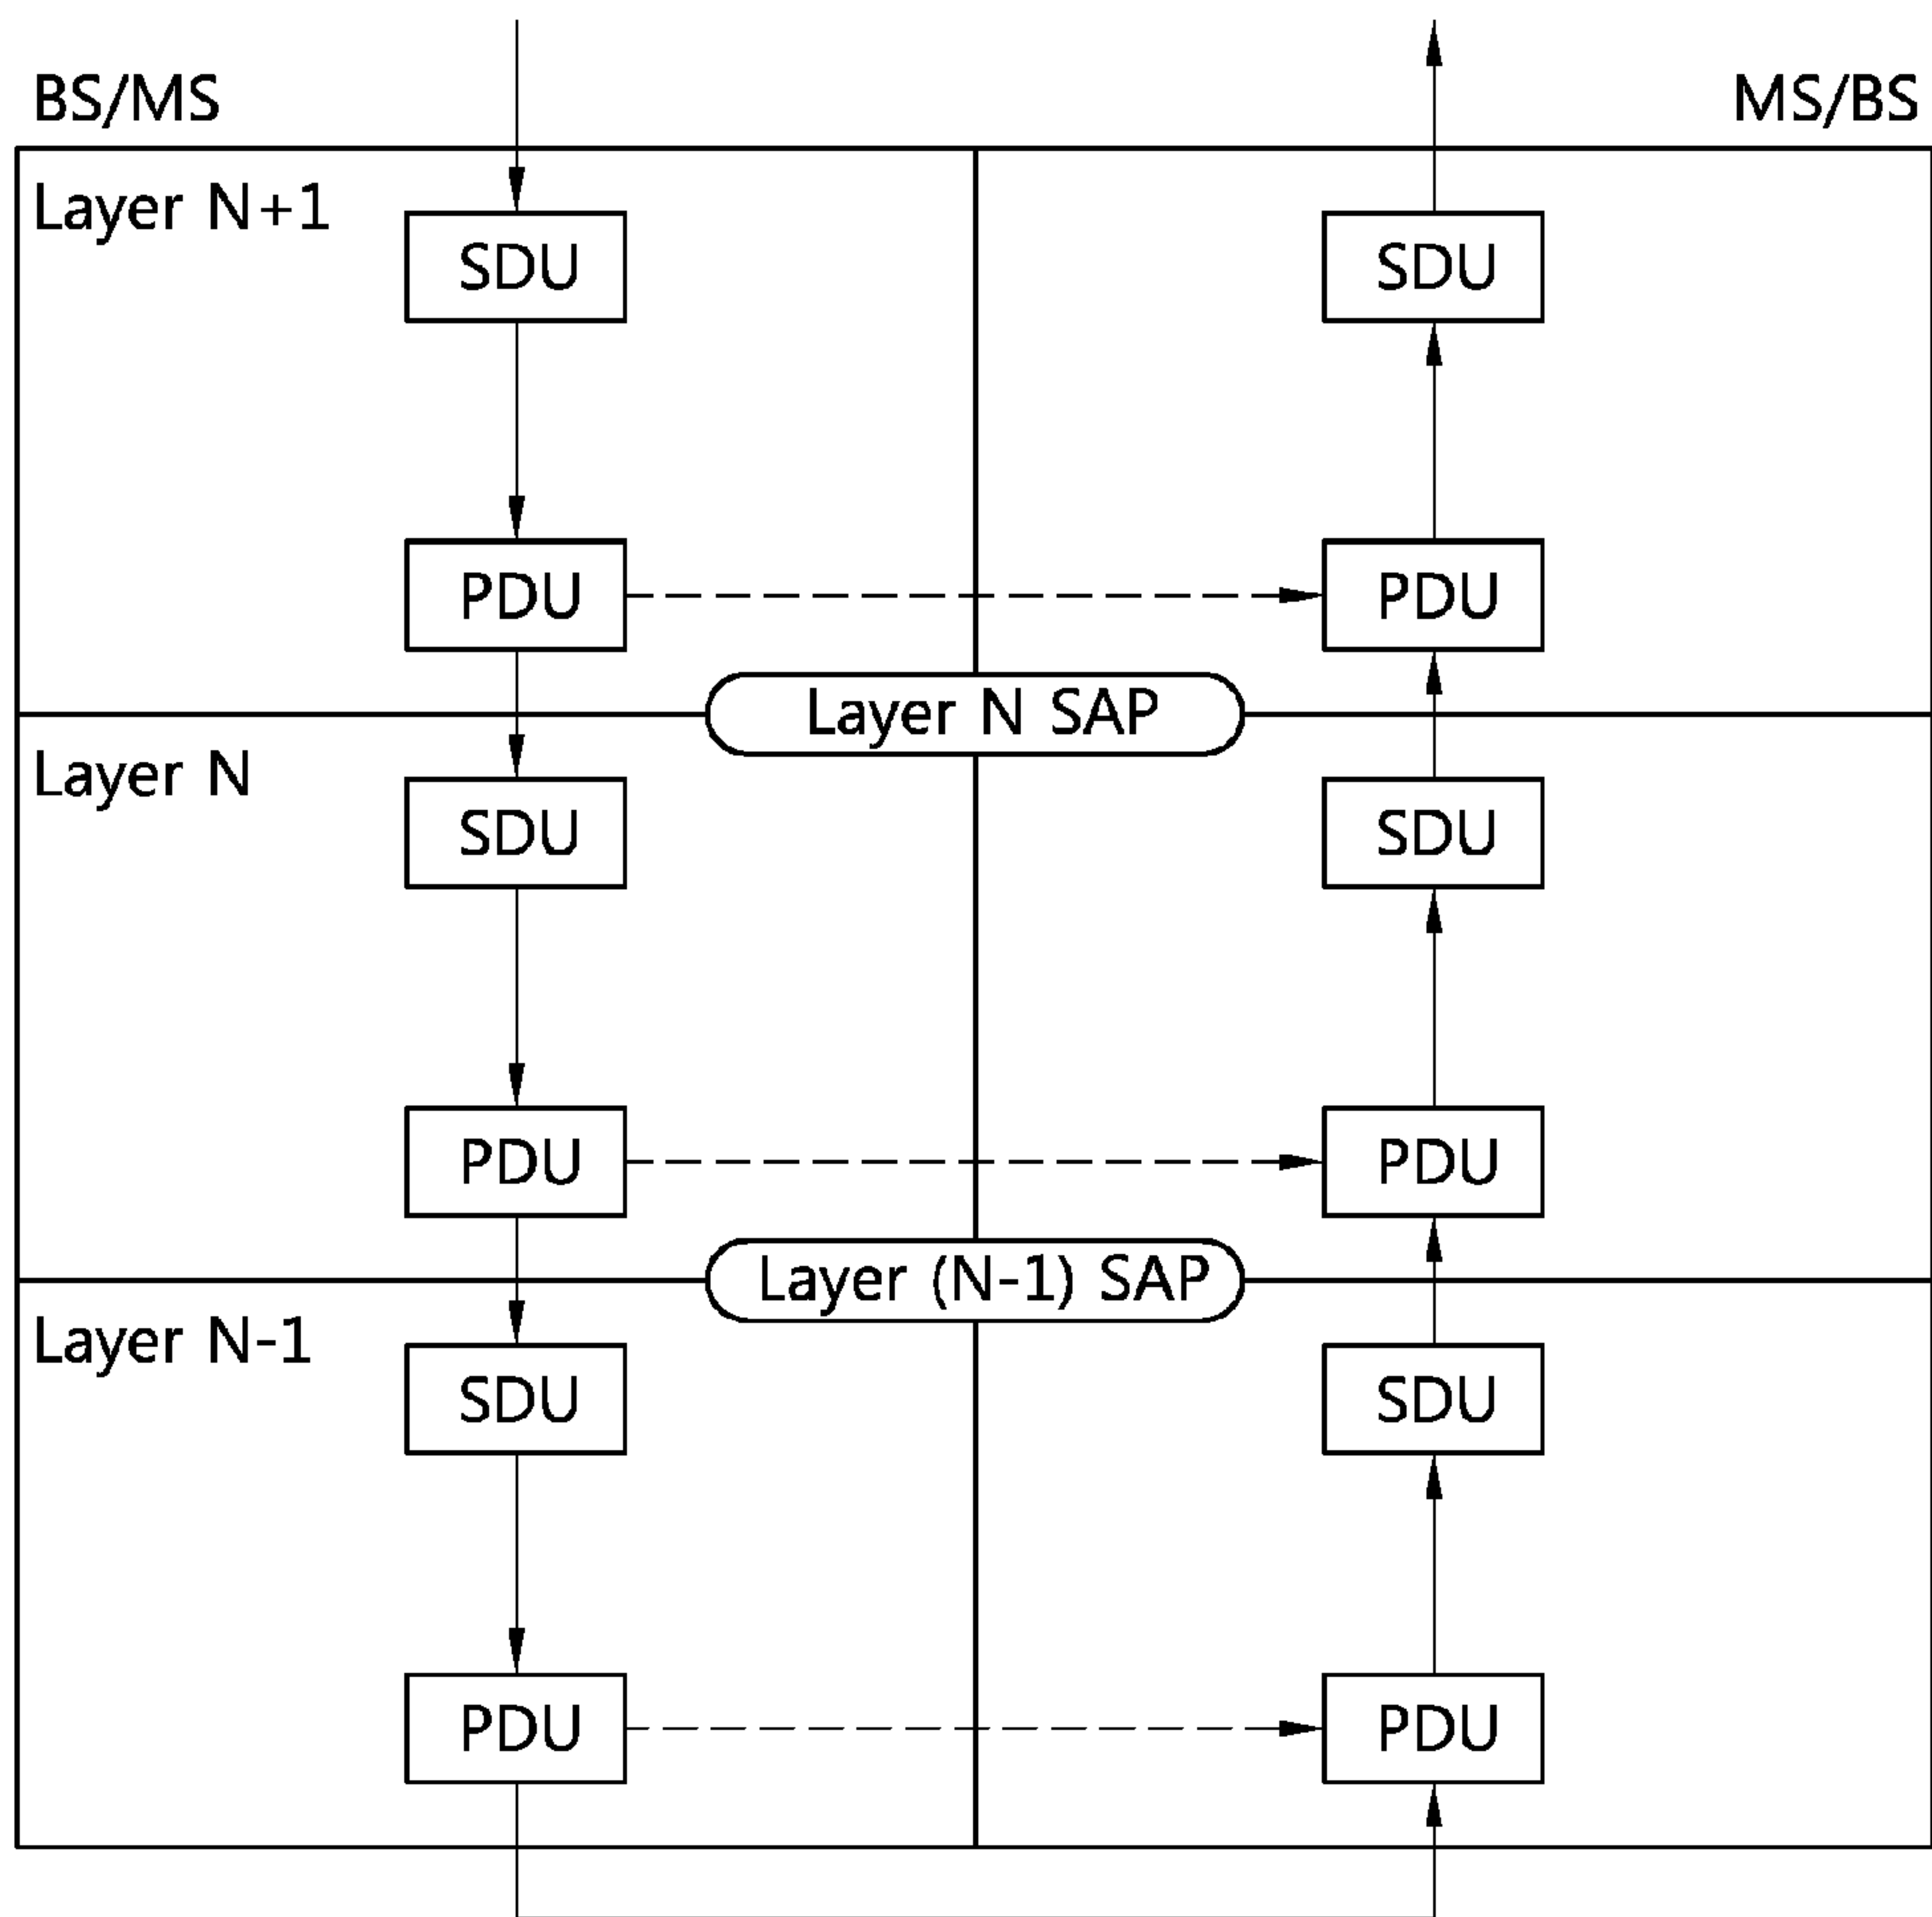 BS/MS
MS/BS
Layer N+1
SDU
SDU
PDU
PDU
Layer N SAP
Layer N
SDU
SDU
PDU
PDU
Layer (N-1) SAP
Layer N-1
SDU
SDU
PDU
PDU